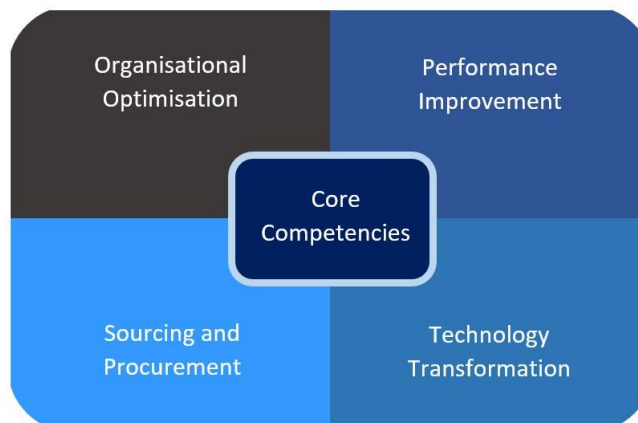 Organisational
Optimisation
Performance
Improvement
Core
Competencies
Sourcing and
Procurement
Technology
Transformation